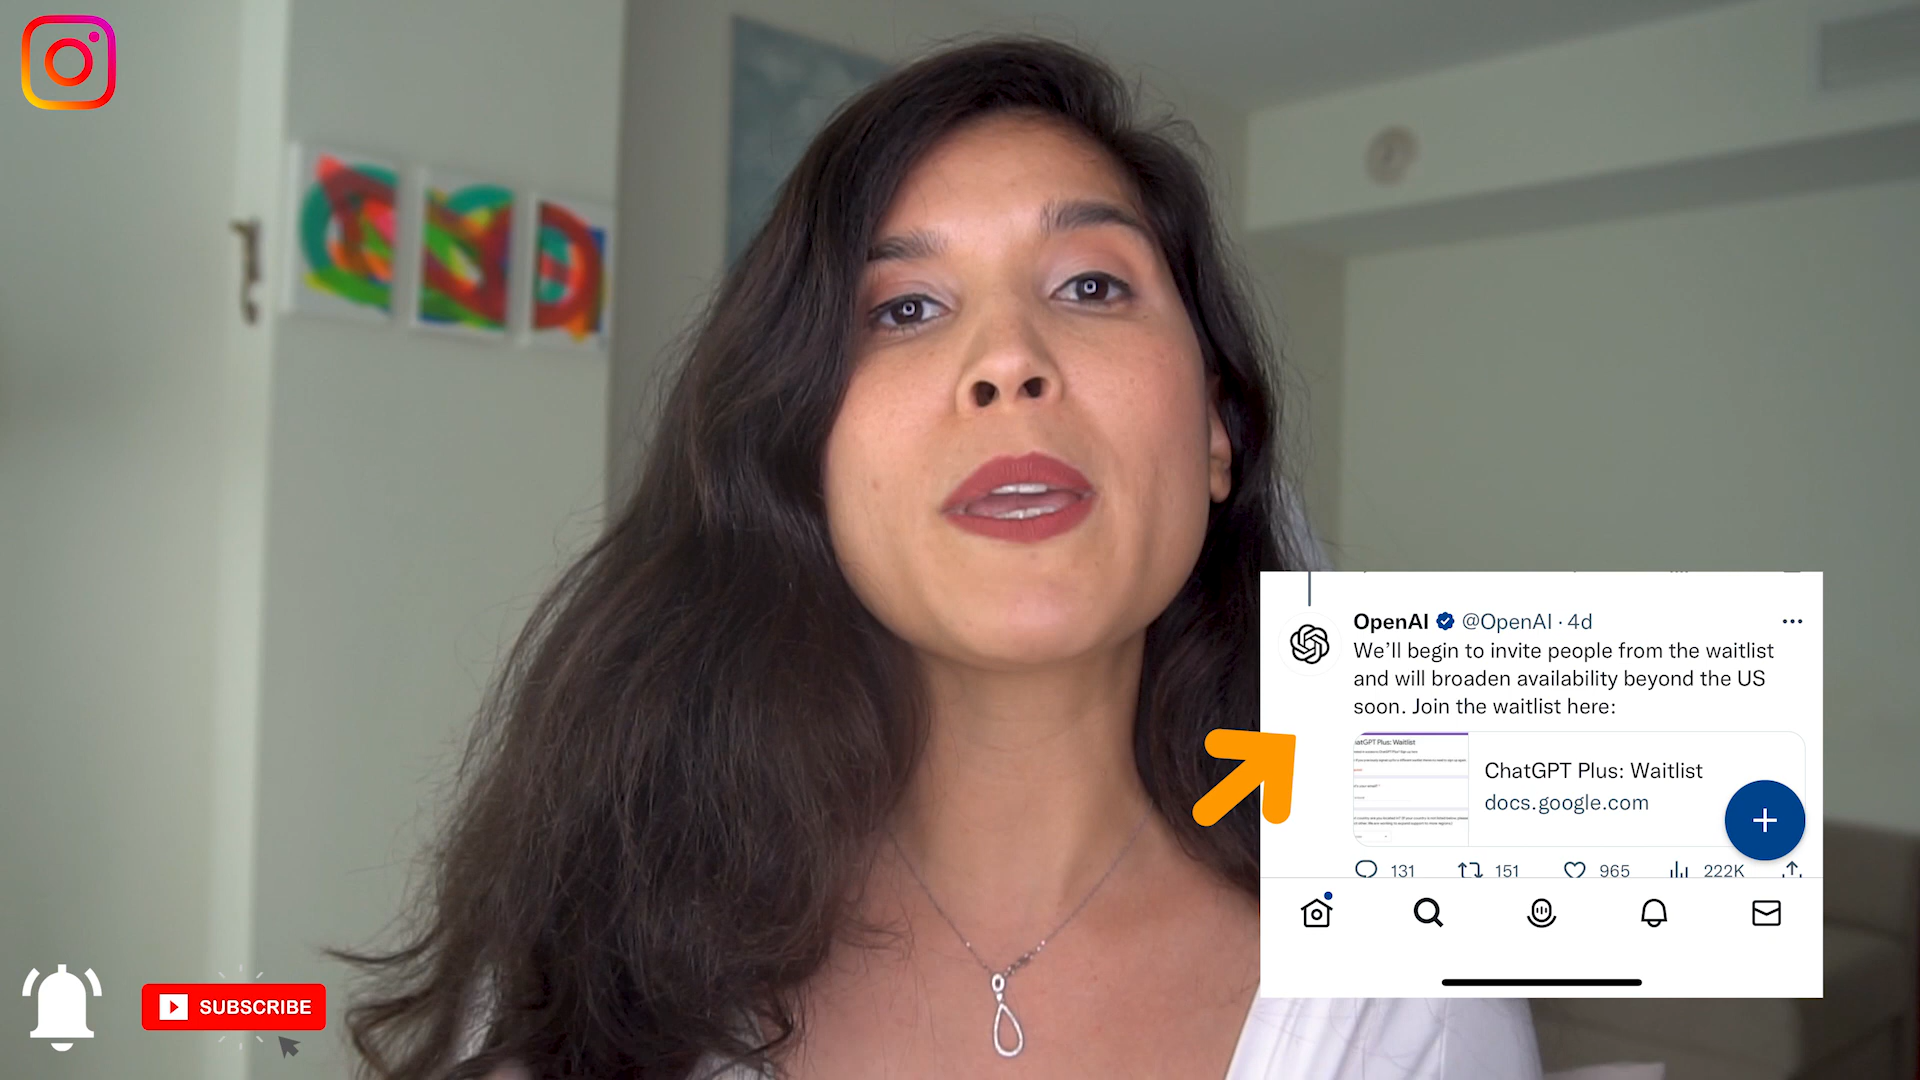 OpenAI @OpenAI · 4d
We'll begin to invite people from the waitlist
and will broaden availability beyond the US
soon. Join the waitlist here:
ChatGPT Plus: Waitlist
docs.google.com
131 151 965 222K
SUBSCRIBE